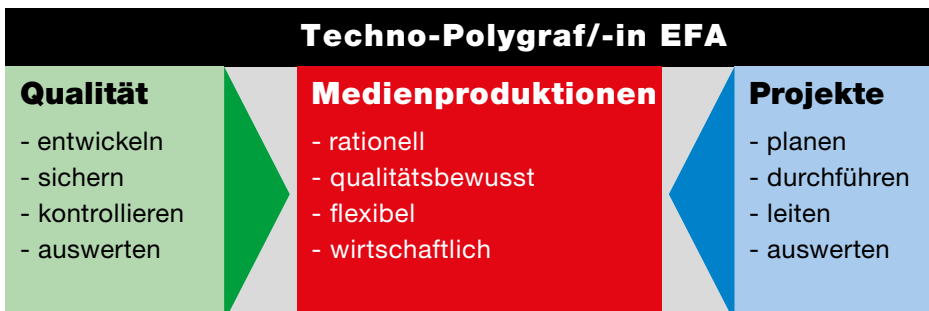 Techno-Polygraf/-in EFA
Qualität
- entwickeln
- sichern
- kontrollieren
- auswerten
Medienproduktionen
- rationell
- qualitätsbewusst
- flexibel
- wirtschaftlich
Projekte
- planen
- durchführen
- leiten
- auswerten